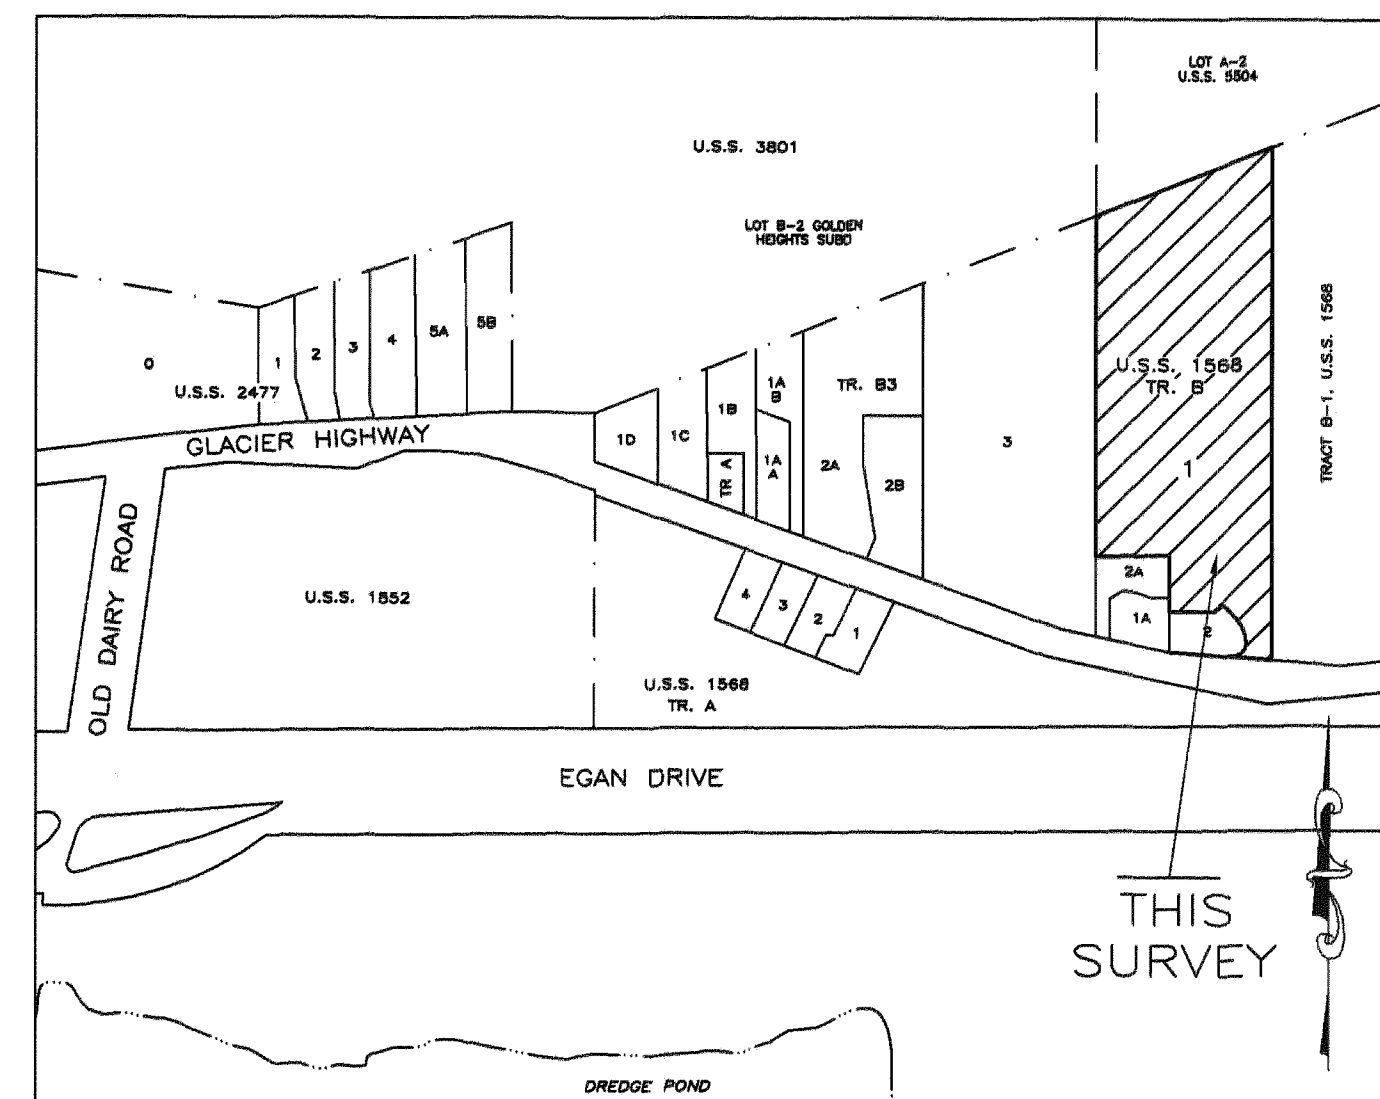 LOT A-2
U.S.S. 5504
U.S.S. 3801
LOT B-2 GOLDEN
HEIGHTS SUBD
0
U.S.S. 2477
1
2
3
4
5A
5B
GLACIER HIGHWAY
1D
1C
1B
TR A
1A
B
1A
A
TR. B3
2A
2B
3
U.S.S. 1568
TR. B
1
TRACT B-1, U.S.S. 1568
2A
1A
2
OLD DAIRY ROAD
U.S.S. 1852
4
3
2
1
U.S.S. 1568
TR. A
EGAN DRIVE
THIS
SURVEY
DREDGE POND